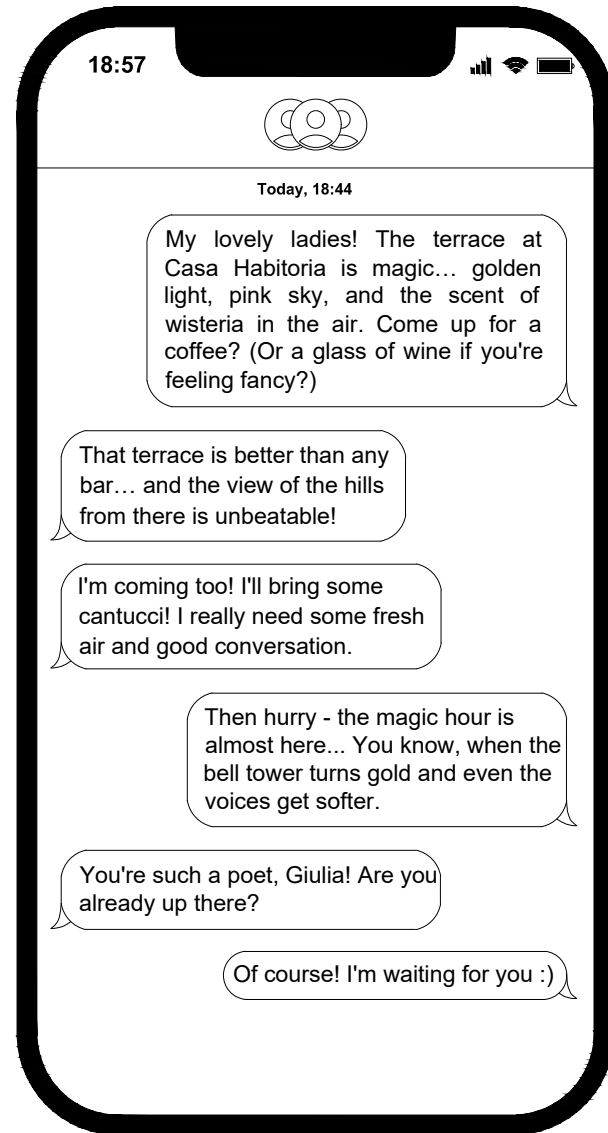 18:57
Today, 18:44
My lovely ladies! The terrace at
Casa Habitoria is magic... golden
light, pink sky, and the scent of
wisteria in the air. Come up for a
coffee? (Or a glass of wine if you're
feeling fancy?)
That terrace is better than any
bar... and the view of the hills
from there is unbeatable!
I'm coming too! I'll bring some
cantucci! I really need some fresh
air and good conversation.
Then hurry - the magic hour is
almost here... You know, when the
bell tower turns gold and even the
voices get softer.
You're such a poet, Giulia! Are you
already up there?
Of course! I'm waiting for you :)